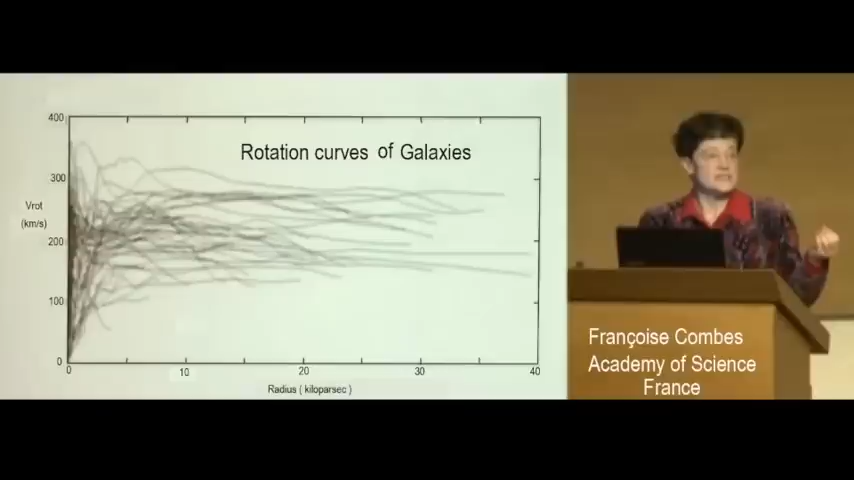 Rotation curves of Galaxies
400
300
Vrot
(km/s)
200
100
0
0
10
20
30
40
Radius ( kiloparsec )
Françoise Combes
Academy of Science
France